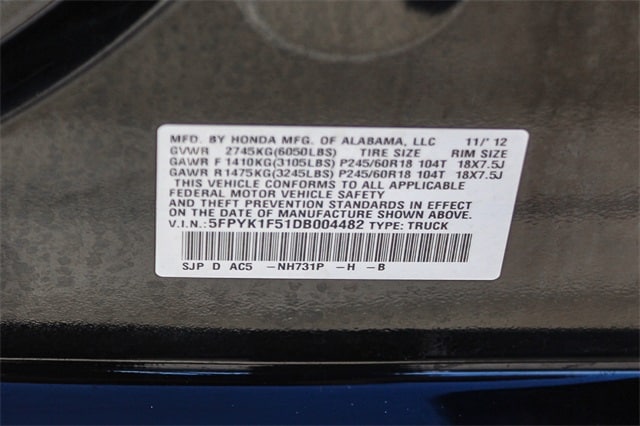 MFD. BY HONDA MFG. OF ALABAMA, LLC 11/'12
GVWR 2745KG(6050LBS) TIRE SIZE RIM SIZE
GAWR F 1410KG(3105LBS) P245/60R18 104T 18X7.5J
GAWR R1475KG(3245LBS) P245/60R18 104T 18X7.5J
THIS VEHICLE CONFORMS TO ALL APPLICABLE
FEDERAL MOTOR VEHICLE SAFETY
AND THEFT PREVENTION STANDARDS IN EFFECT
ON THE DATE OF MANUFACTURE SHOWN ABOVE.
V.I.N.: 5FPYK1F51DB004482 TYPE: TRUCK
SJP D AC5 -NH731P -H -B